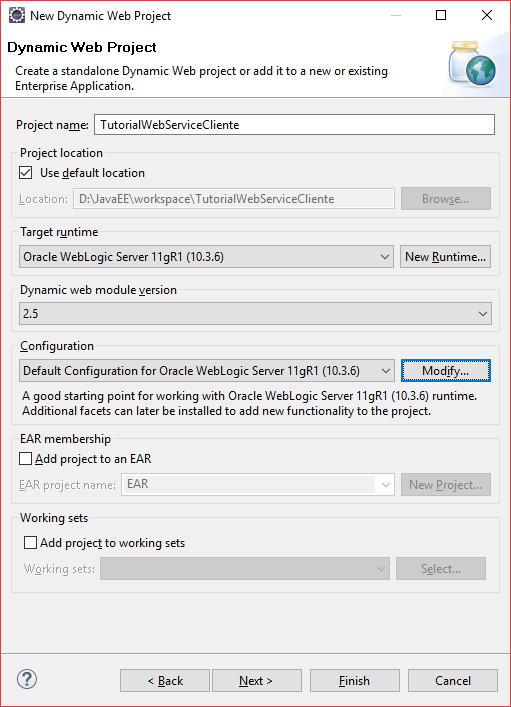 New Dynamic Web Project
Dynamic Web Project
Create a standalone Dynamic Web project or add it to a new or existing
Enterprise Application.
Project name: TutorialWebServiceCliente
Project location
Use default location
Location: D:\JavaEE\workspace\TutorialWebServiceCliente Browse...
Target runtime
Oracle WebLogic Server 11gR1 (10.3.6) New Runtime...
Dynamic web module version
2.5
Configuration
Default Configuration for Oracle WebLogic Server 11gR1 (10.3.6) Modify...
A good starting point for working with Oracle WebLogic Server 11gR1 (10.3.6) runtime.
Additional facets can later be installed to add new functionality to the project.
EAR membership
Add project to an EAR
EAR project name: EAR New Project...
Working sets
Add project to working sets
Working sets: Select...
? < Back Next > Finish Cancel